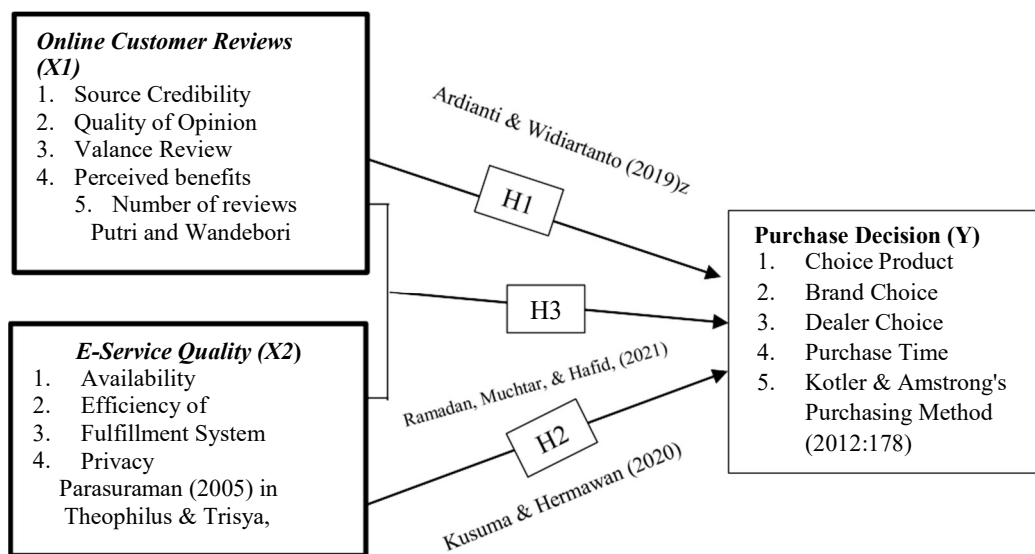 Online Customer Reviews
(X1)
1. Source Credibility
2. Quality of Opinion
3. Valance Review
4. Perceived benefits
5. Number of reviews
Putri and Wandebori
E-Service Quality (X2)
1. Availability
2. Efficiency of
3. Fulfillment System
4. Privacy
Parasuraman (2005) in
Theophilus & Trisya,
Ardianti & Widiartanto (2019)z
H1
H3
Ramadan, Muchtar, & Hafid, (2021)
H2
Kusuma & Hermawan (2020)
Purchase Decision (Y)
1. Choice Product
2. Brand Choice
3. Dealer Choice
4. Purchase Time
5. Kotler & Amstrong's
Purchasing Method
(2012:178)